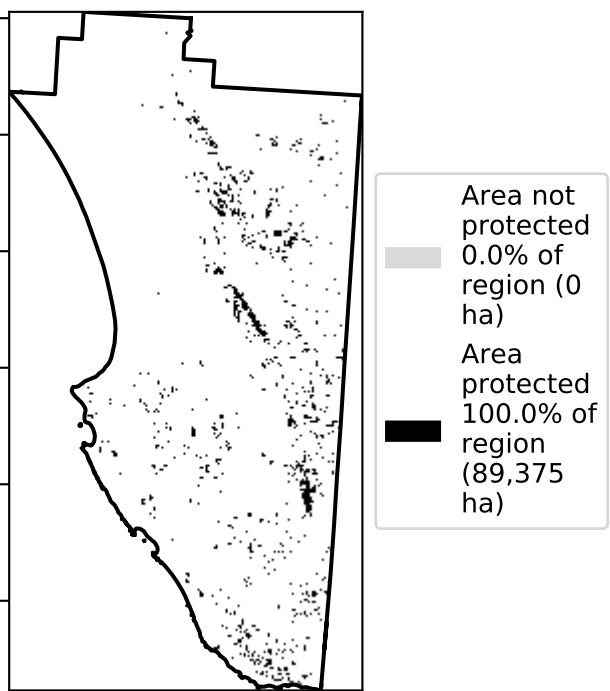 Area not
protected
0.0% of
region (0
ha)
Area
protected
100.0% of
region
(89,375
ha)